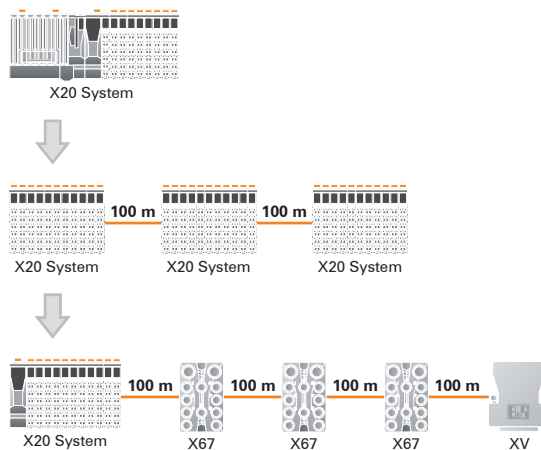 X20 System
100 m 100 m
X20 System X20 System X20 System
100 m 100 m 100 m 100 m
X20 System X67 X67 X67 XV